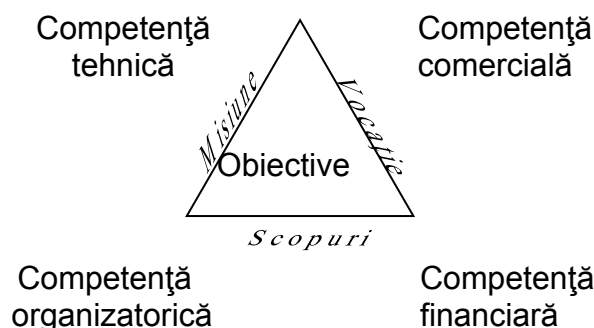 Competenţă
tehnică
Competenţă
comercială
Misiune
Vocaţie
Obiective
Scopuri
Competenţă
organizatorică
Competenţă
financiară